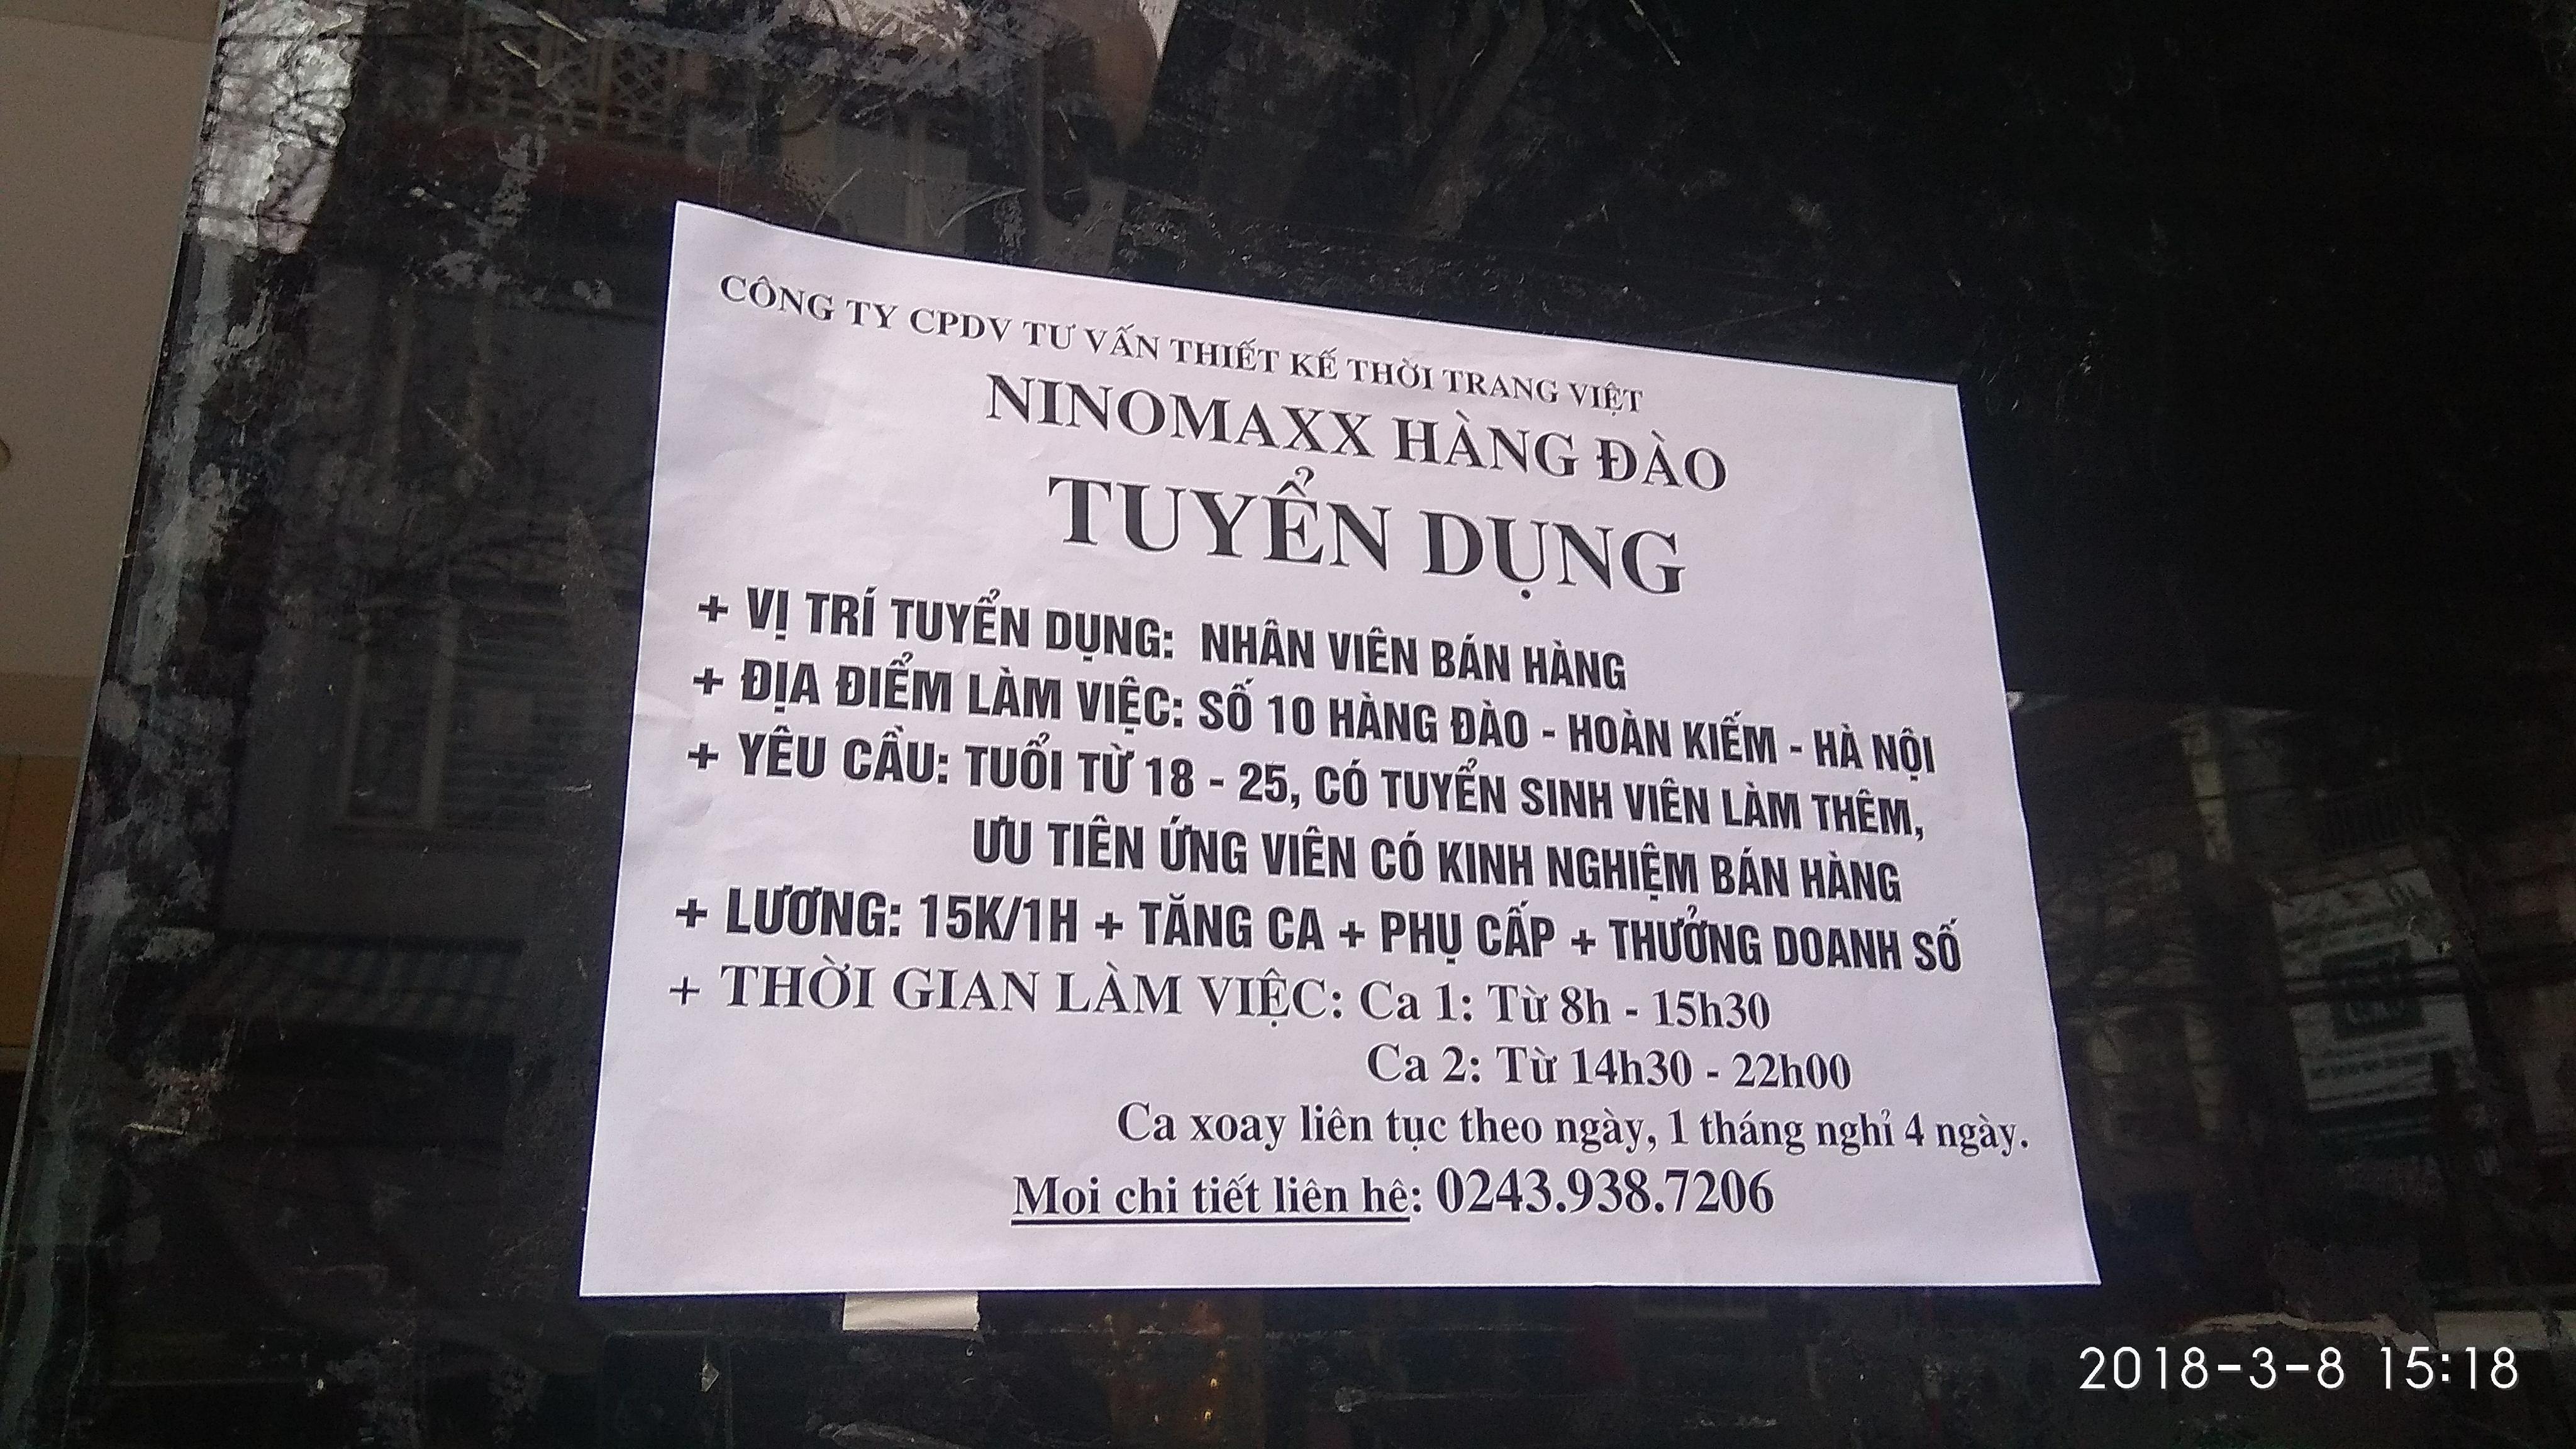 CÔNG TY CPDV TƯ VẤN THIẾT KẾ THỜI TRANG VIỆT
NINOMAXX HÀNG ĐÀO
TUYỂN DỤNG
+ VỊ TRÍ TUYỂN DỤNG: NHÂN VIÊN BÁN HÀNG
+ ĐỊA ĐIỂM LÀM VIỆC: SỐ 10 HÀNG ĐÀO - HOÀN KIẾM - HÀ NỘI
+ YÊU CẦU: TUỔI TỪ 18 - 25, CÓ TUYỂN SINH VIÊN LÀM THÊM,
ƯU TIÊN ỨNG VIÊN CÓ KINH NGHIỆM BÁN HÀNG
+ LƯƠNG: 15K/1H + TĂNG CA + PHỤ CẤP + THƯỞNG DOANH SỐ
+ THỜI GIAN LÀM VIỆC: Ca 1: Từ 8h - 15h30
Ca 2: Từ 14h30 - 22h00
Ca xoay liên tục theo ngày, 1 tháng nghỉ 4 ngày.
Moi chi tiết liên hê: 0243.938.7206
2018-3-8 15:18